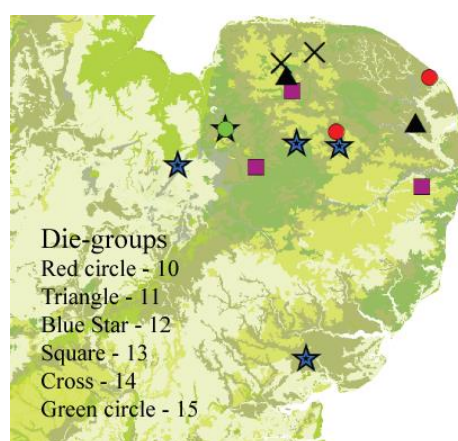 Die-groups
Red circle - 10
Triangle - 11
Blue Star - 12
Square - 13
Cross - 14
Green circle - 15